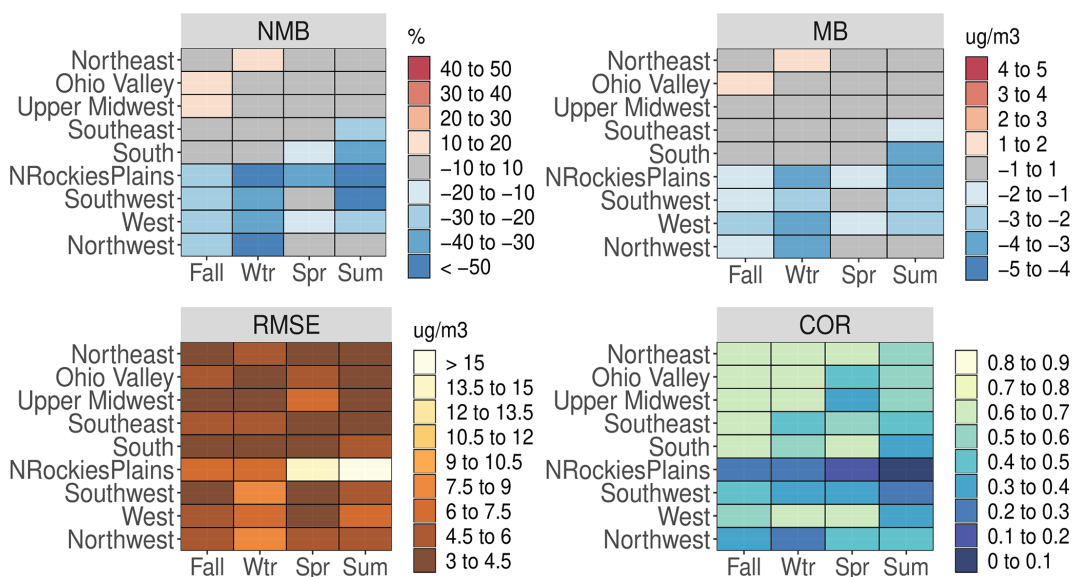 NMB
Northeast
Ohio Valley
Upper Midwest
Southeast
South
NRockiesPlains
Southwest
West
Northwest
Fall Wtr Spr Sum
%
40 to 50
30 to 40
20 to 30
10 to 20
−10 to 10
−20 to −10
−30 to −20
−40 to −30
< −50
MB
Northeast
Ohio Valley
Upper Midwest
Southeast
South
NRockiesPlains
Southwest
West
Northwest
Fall Wtr Spr Sum
ug/m3
4 to 5
3 to 4
2 to 3
1 to 2
−1 to 1
−2 to −1
−3 to −2
−4 to −3
−5 to −4
RMSE
Northeast
Ohio Valley
Upper Midwest
Southeast
South
NRockiesPlains
Southwest
West
Northwest
Fall Wtr Spr Sum
ug/m3
> 15
13.5 to 15
12 to 13.5
10.5 to 12
9 to 10.5
7.5 to 9
6 to 7.5
4.5 to 6
3 to 4.5
COR
Northeast
Ohio Valley
Upper Midwest
Southeast
South
NRockiesPlains
Southwest
West
Northwest
Fall Wtr Spr Sum
0.8 to 0.9
0.7 to 0.8
0.6 to 0.7
0.5 to 0.6
0.4 to 0.5
0.3 to 0.4
0.2 to 0.3
0.1 to 0.2
0 to 0.1